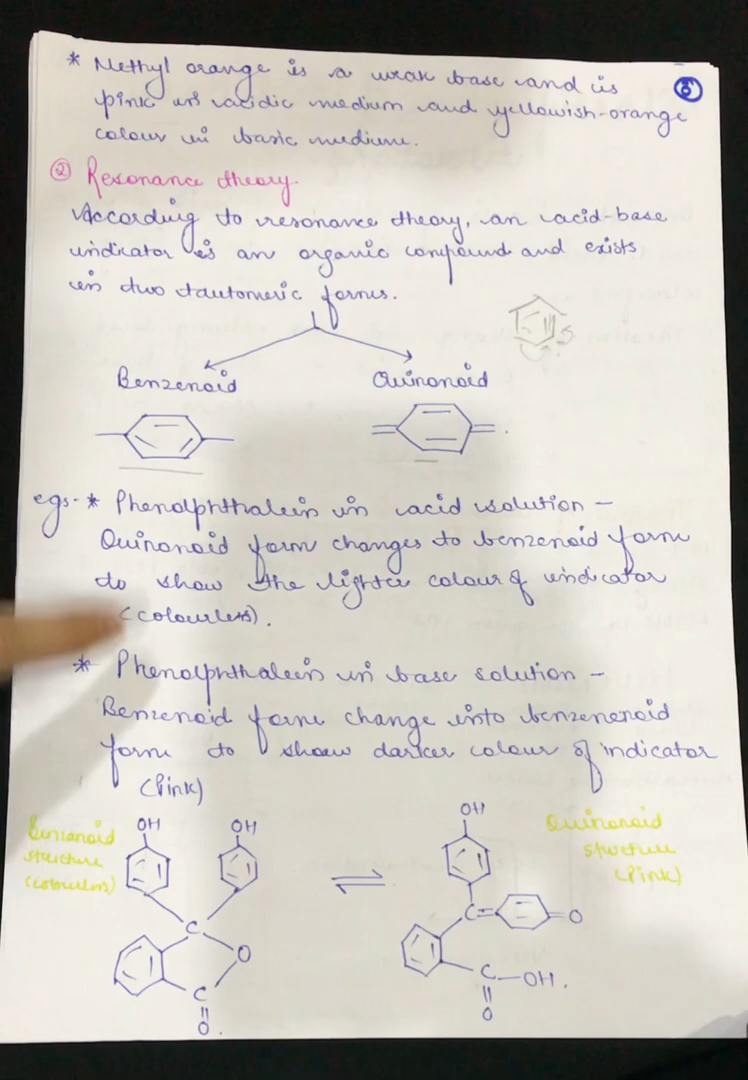 * Methyl orange is a weak base and is
pink in acidic medium and yellowish-orange
colour in basic medium.
② Resonance theory.
According to resonance theory, an acid-base
indicator is an organic compound and exists
in two tautomeric forms.
Benzenoid Quinonoid
egs- * Phenolphthalein in acid solution -
Quinonoid form changes to benzenoid form
to show the lighter colour of indicator
(colourless).
* Phenolphthalein in base solution -
Benzenoid form change into benzenenoid
form to show darker colour of indicator
(Pink)
Benzanoid
structure
(colourless)
OH OH
C
O
C
O
⇌
OH
C = = O
C - OH.
O
Quinonoid
structure
(Pink)